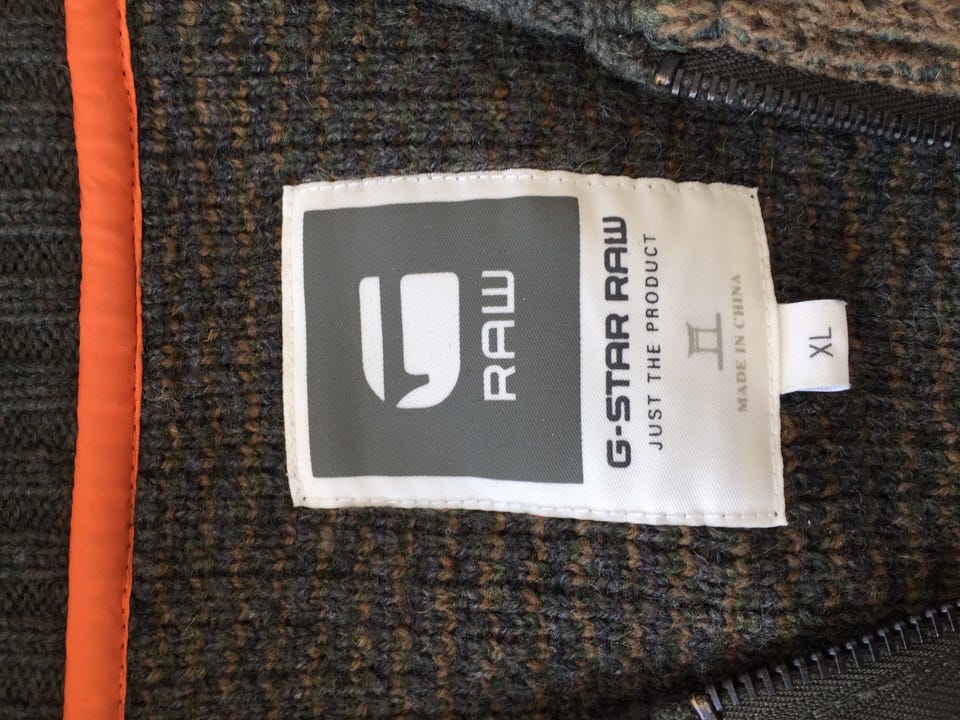 RAW
G-STAR RAW
JUST THE PRODUCT
MADE IN CHINA
XL